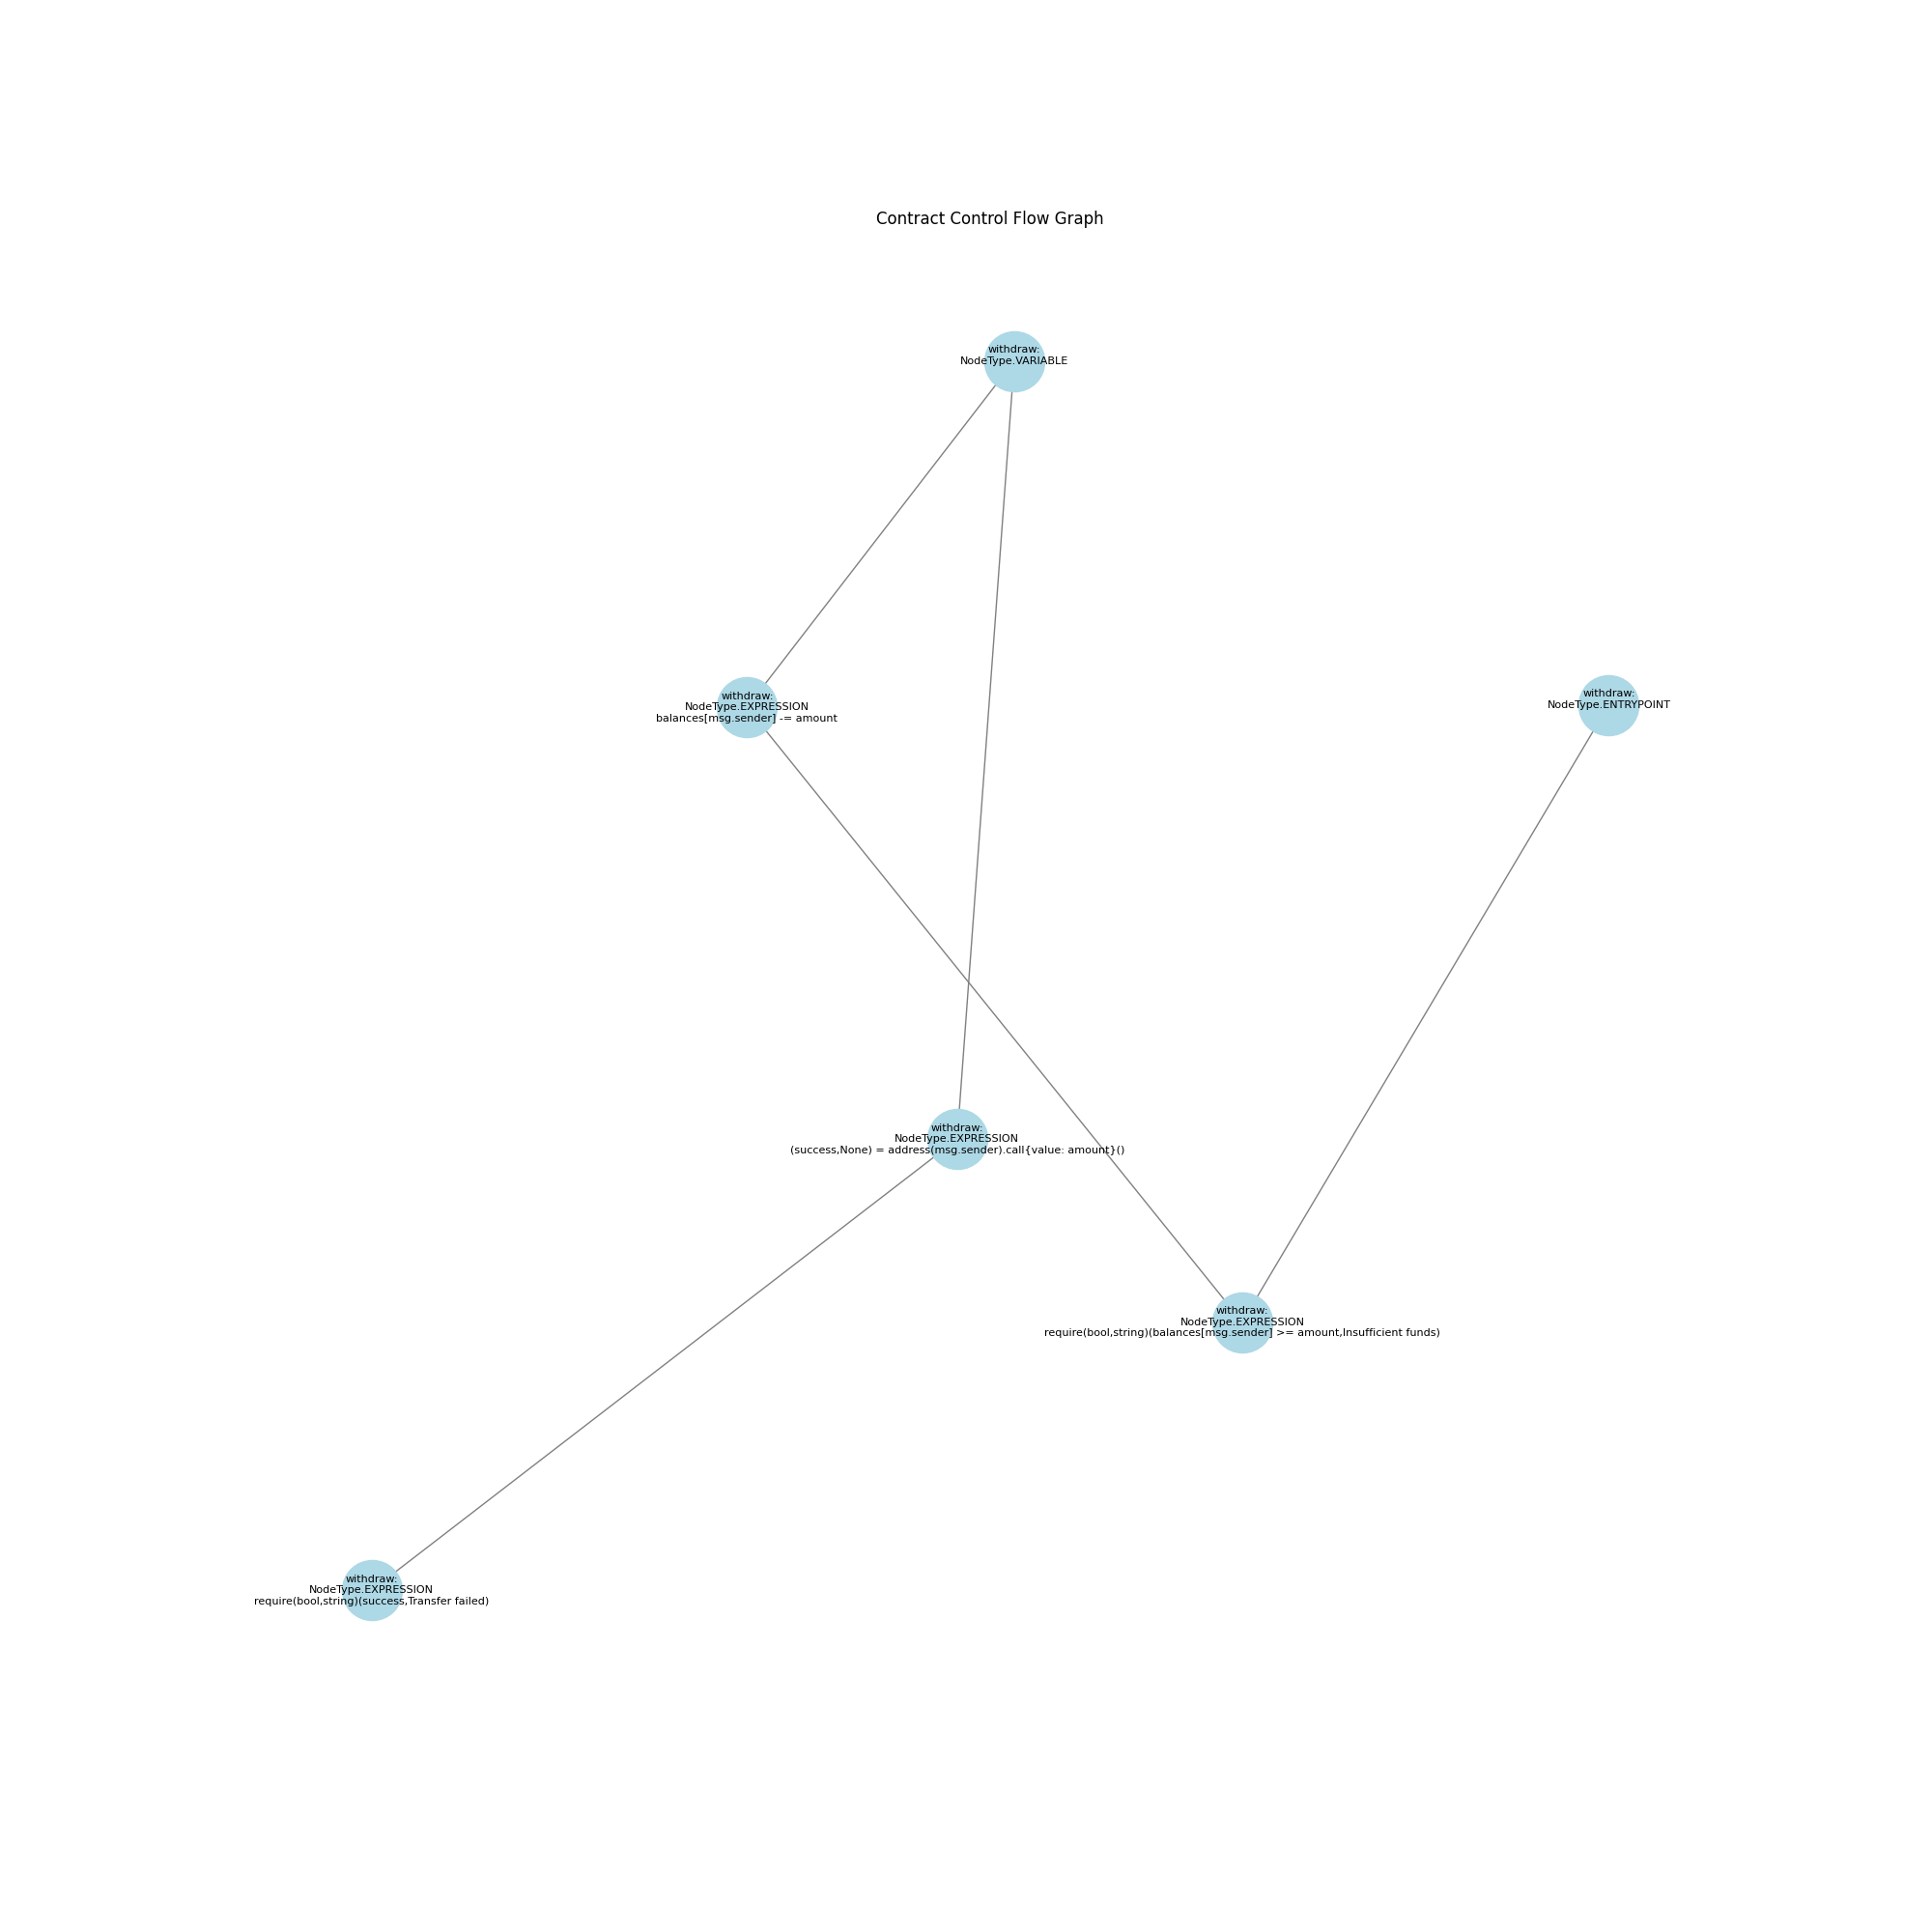 Contract Control Flow Graph
withdraw:
NodeType.VARIABLE
withdraw:
NodeType.EXPRESSION
balances[msg.sender] -= amount
withdraw:
NodeType.ENTRYPOINT
withdraw:
NodeType.EXPRESSION
(success,None) = address(msg.sender).call{value: amount}()
withdraw:
NodeType.EXPRESSION
require(bool,string)(balances[msg.sender] >= amount,Insufficient funds)
withdraw:
NodeType.EXPRESSION
require(bool,string)(success,Transfer failed)